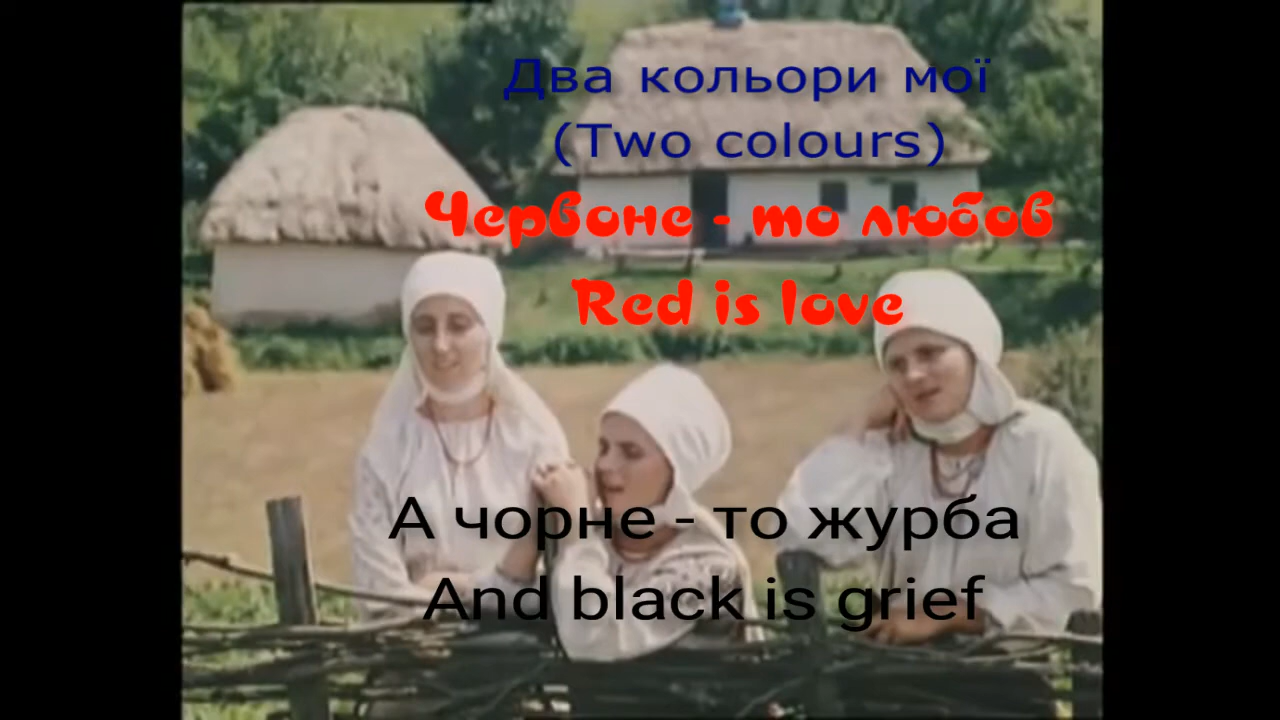 Два кольори мої
(Two colours)
Червоне - то любов
Red is love
А чорне - то журба
And black is grief